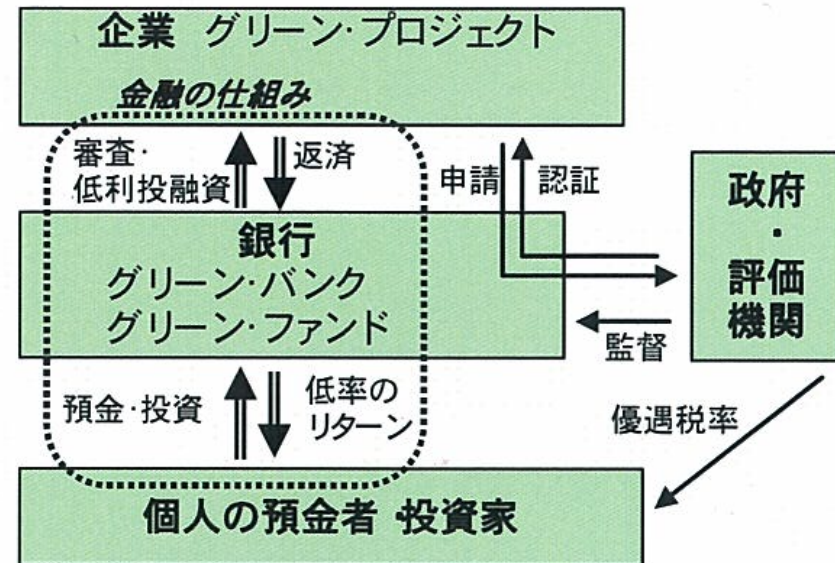 企業 グリーン・プロジェクト
金融の仕組み
審査・
低利投融資
返済
申請
認証
政府
・
評価
機関
銀行
グリーン・バンク
グリーン・ファンド
監督
預金・投資
低率の
リターン
優遇税率
個人の預金者・投資家